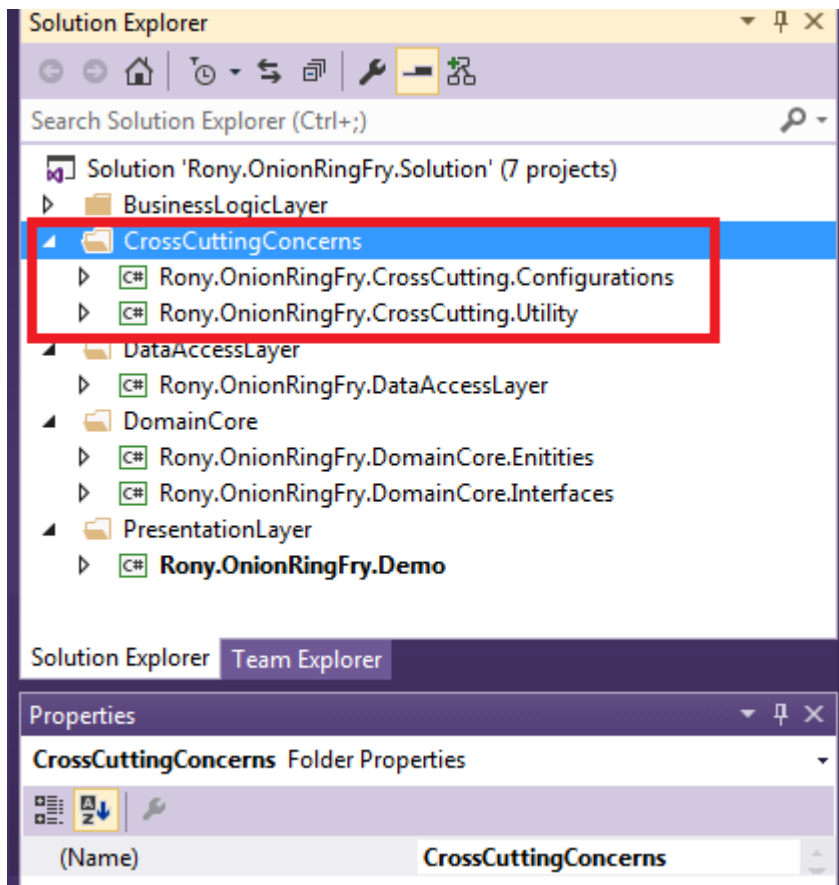 Solution Explorer
Search Solution Explorer (Ctrl+;)
Solution 'Rony.OnionRingFry.Solution' (7 projects)
BusinessLogicLayer
CrossCuttingConcerns
C# Rony.OnionRingFry.CrossCutting.Configurations
C# Rony.OnionRingFry.CrossCutting.Utility
DataAccessLayer
C# Rony.OnionRingFry.DataAccessLayer
DomainCore
C# Rony.OnionRingFry.DomainCore.Enitities
C# Rony.OnionRingFry.DomainCore.Interfaces
PresentationLayer
C# Rony.OnionRingFry.Demo
Solution Explorer Team Explorer
Properties
CrossCuttingConcerns Folder Properties
A Z
(Name) CrossCuttingConcerns